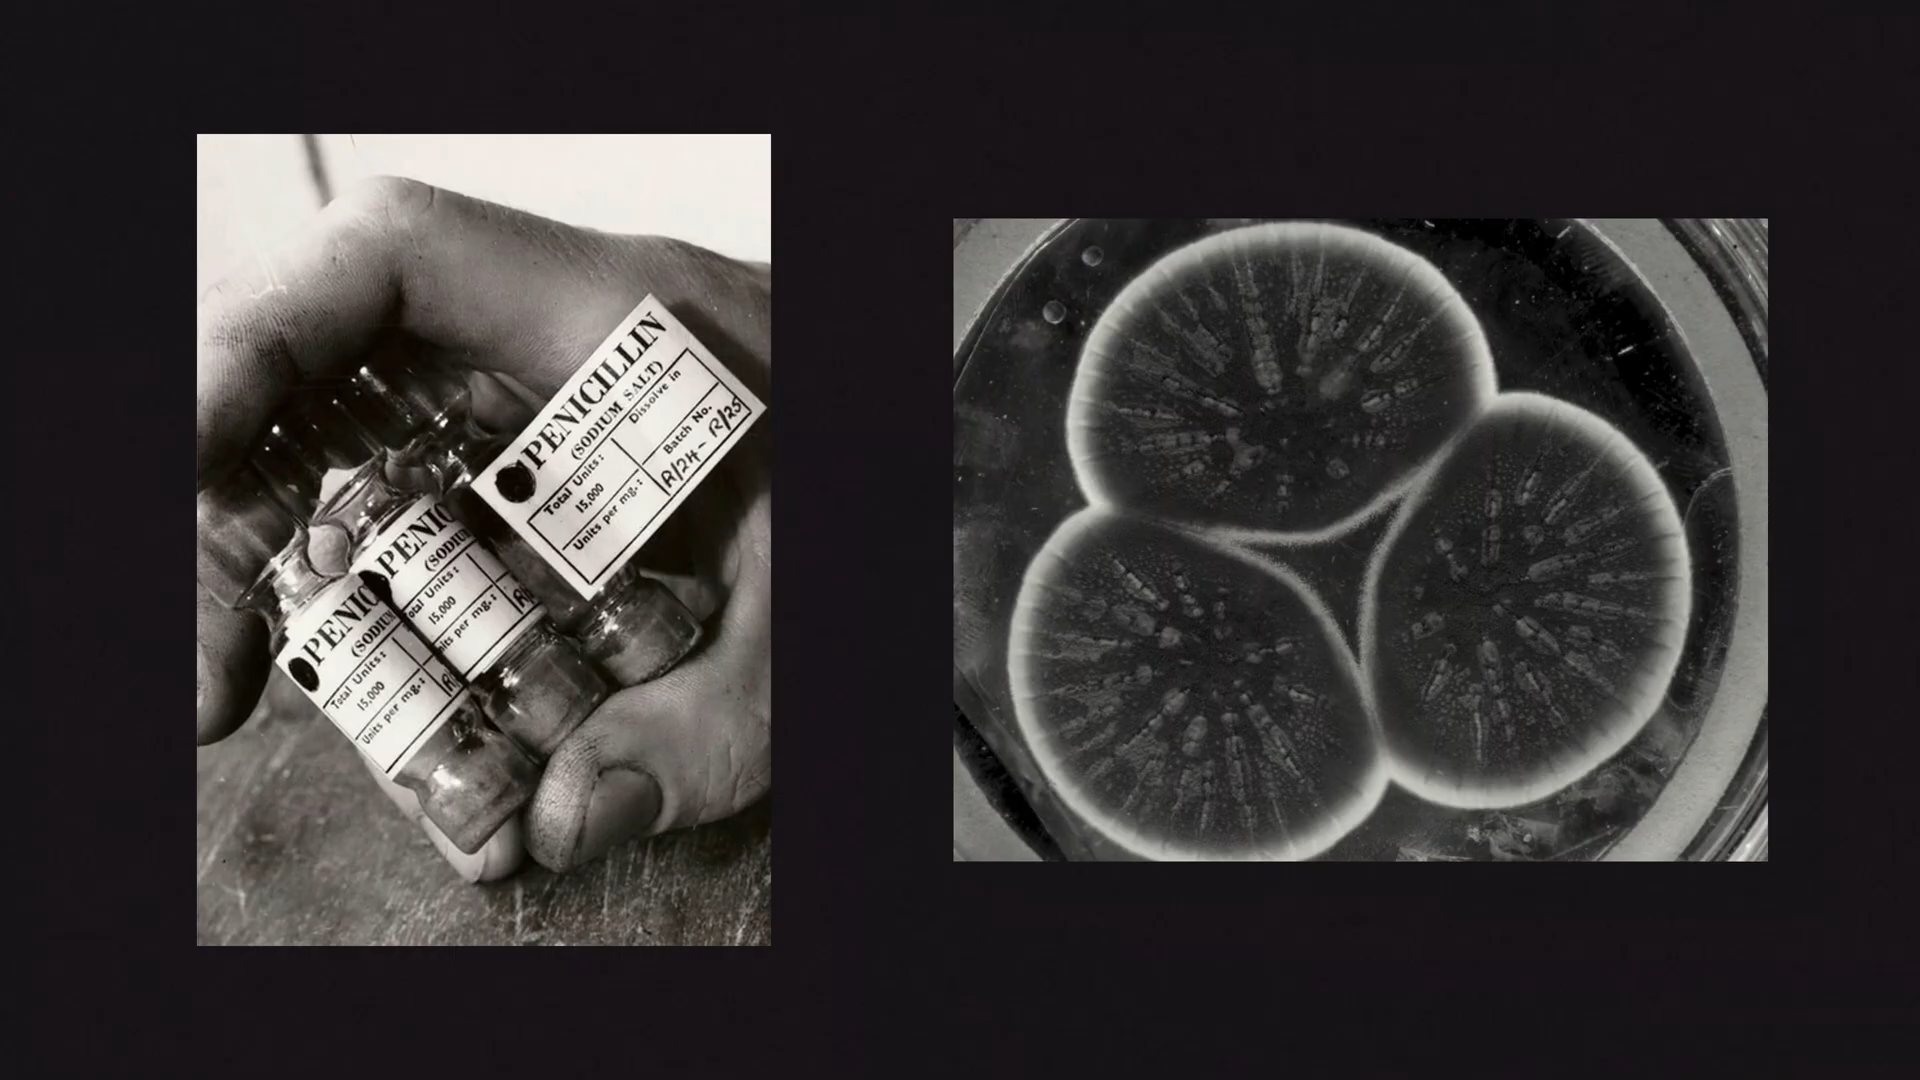 PENICILLIN
(SODIUM SALT)
Total Units: Dissolve in
15,000
Units per mg.: Batch No.
R/24- R/25
PENIC
(SODIUM
Total Units:
15,000
Units per mg.:
PENIC
(SODIUM
Total Units:
15,000
Units per mg.: